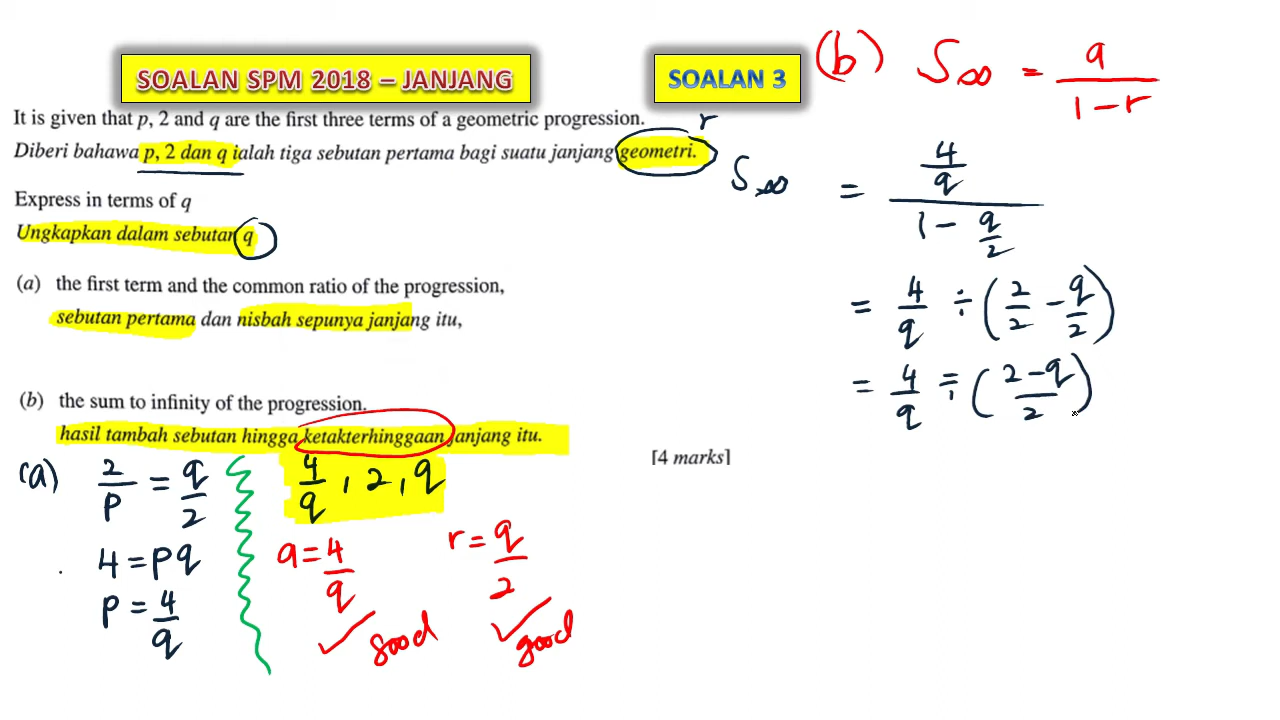 SOALAN SPM 2018 – JANJANG
SOALAN 3
It is given that p, 2 and q are the first three terms of a geometric progression.
r
Diberi bahawa p, 2 dan q ialah tiga sebutan pertama bagi suatu janjang geometri.
Express in terms of q
Ungkapkan dalam sebutan q
(a) the first term and the common ratio of the progression,
sebutan pertama dan nisbah sepunya janjang itu,
(b) the sum to infinity of the progression.
hasil tambah sebutan hingga ketakterhinggaan janjang itu.
[4 marks]
(a) 2/p = q/2
4 = pq
p = 4/q
4/q , 2, q
a = 4/q
good
r = q/2
good
(b) S∞ = a/(1 – r)
S∞ = (4/q)/(1 – q/2)
= 4/q ÷ (2/2 – q/2)
= 4/q ÷ ((2 – q)/2)